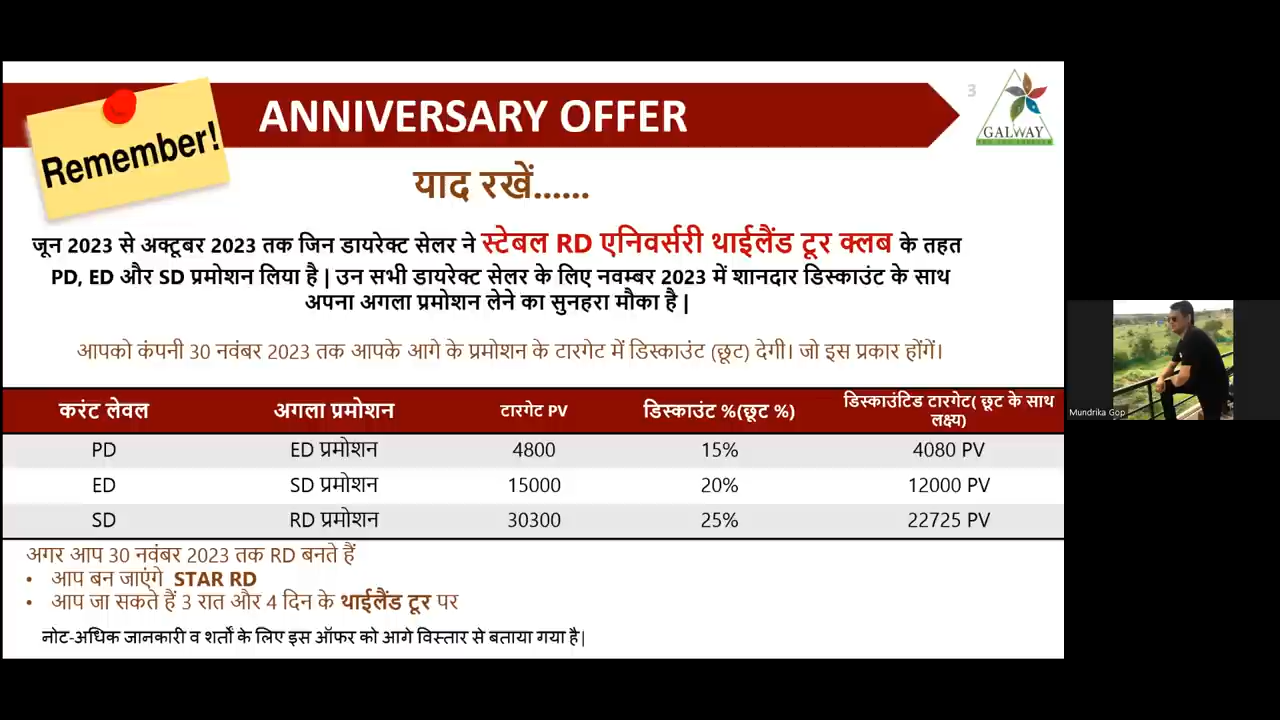 Remember!
ANNIVERSARY OFFER
3
GALWAY
याद रखें......
जून 2023 से अक्टूबर 2023 तक जिन डायरेक्ट सेलर ने स्टेबल RD एनिवर्सरी थाईलैंड टूर क्लब के तहत
PD, ED और SD प्रमोशन लिया है | उन सभी डायरेक्ट सेलर के लिए नवम्बर 2023 में शानदार डिस्काउंट के साथ
अपना अगला प्रमोशन लेने का सुनहरा मौका है |
आपको कंपनी 30 नवंबर 2023 तक आपके आगे के प्रमोशन के टारगेट में डिस्काउंट (छूट) देगी। जो इस प्रकार होंगें।
करंट लेवल अगला प्रमोशन टारगेट PV डिस्काउंट %(छूट %) डिस्काउंटिड टारगेट( छूट के साथ लक्ष्य)
PD ED प्रमोशन 4800 15% 4080 PV
ED SD प्रमोशन 15000 20% 12000 PV
SD RD प्रमोशन 30300 25% 22725 PV
अगर आप 30 नवंबर 2023 तक RD बनते हैं
• आप बन जाएंगे STAR RD
• आप जा सकते हैं 3 रात और 4 दिन के थाईलैंड टूर पर
नोट-अधिक जानकारी व शर्तों के लिए इस ऑफर को आगे विस्तार से बताया गया है|
Mundrika Gop